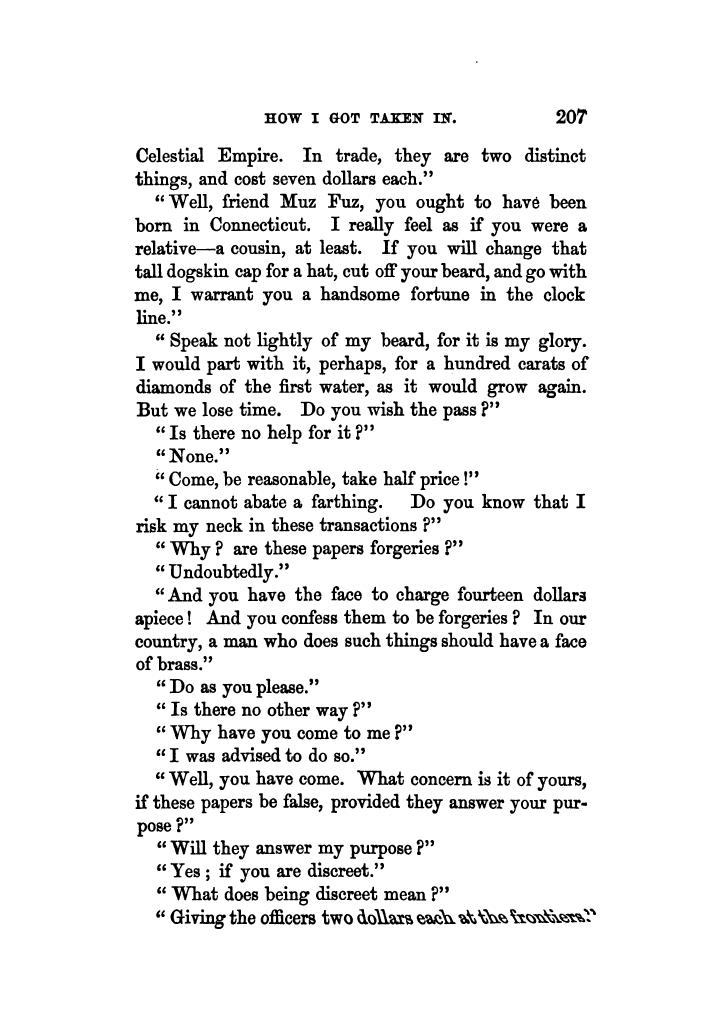 HOW I GOT TAKEN IN. 207
Celestial Empire. In trade, they are two distinct
things, and cost seven dollars each."
"Well, friend Muz Fuz, you ought to have been
born in Connecticut. I really feel as if you were a
relative—a cousin, at least. If you will change that
tall dogskin cap for a hat, cut off your beard, and go with
me, I warrant you a handsome fortune in the clock
line."
"Speak not lightly of my beard, for it is my glory.
I would part with it, perhaps, for a hundred carats of
diamonds of the first water, as it would grow again.
But we lose time. Do you wish the pass?"
"Is there no help for it?"
"None."
"Come, be reasonable, take half price!"
"I cannot abate a farthing. Do you know that I
risk my neck in these transactions?"
"Why? are these papers forgeries?"
"Undoubtedly."
"And you have the face to charge fourteen dollars
apiece! And you confess them to be forgeries? In our
country, a man who does such things should have a face
of brass."
"Do as you please."
"Is there no other way?"
"Why have you come to me?"
"I was advised to do so."
"Well, you have come. What concern is it of yours,
if these papers be false, provided they answer your pur-
pose?"
"Will they answer my purpose?"
"Yes; if you are discreet."
"What does being discreet mean?"
"Giving the officers two dollars each at the frontiers."